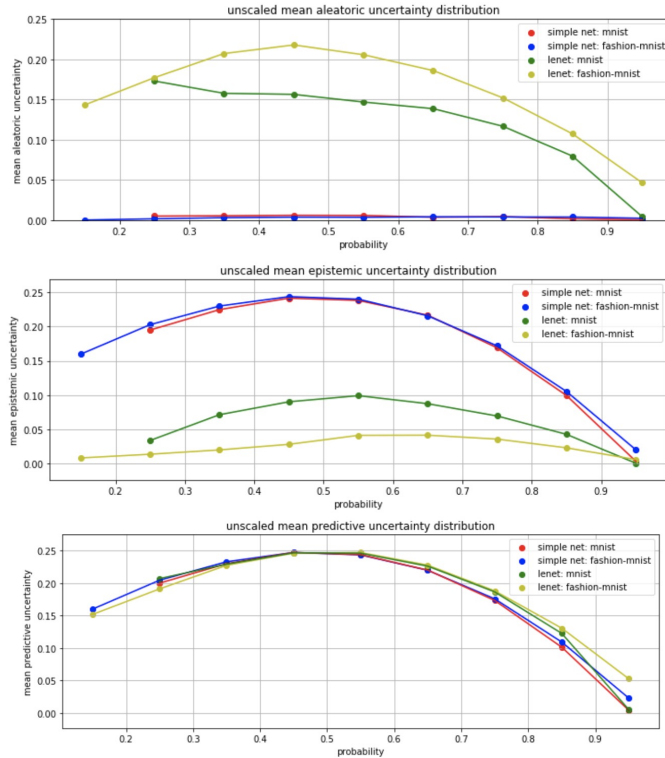 unscaled mean aleatoric uncertainty distribution
mean aleatoric uncertainty
0.25
0.20
0.15
0.10
0.05
0.00
simple net: mnist
simple net: fashion-mnist
lenet: mnist
lenet: fashion-mnist
0.2 0.3 0.4 0.5 0.6 0.7 0.8 0.9
probability
unscaled mean epistemic uncertainty distribution
mean epistemic uncertainty
0.25
0.20
0.15
0.10
0.05
0.00
simple net: mnist
simple net: fashion-mnist
lenet: mnist
lenet: fashion-mnist
0.2 0.3 0.4 0.5 0.6 0.7 0.8 0.9
probability
unscaled mean predictive uncertainty distribution
mean predictive uncertainty
0.25
0.20
0.15
0.10
0.05
0.00
simple net: mnist
simple net: fashion-mnist
lenet: mnist
lenet: fashion-mnist
0.2 0.3 0.4 0.5 0.6 0.7 0.8 0.9
probability